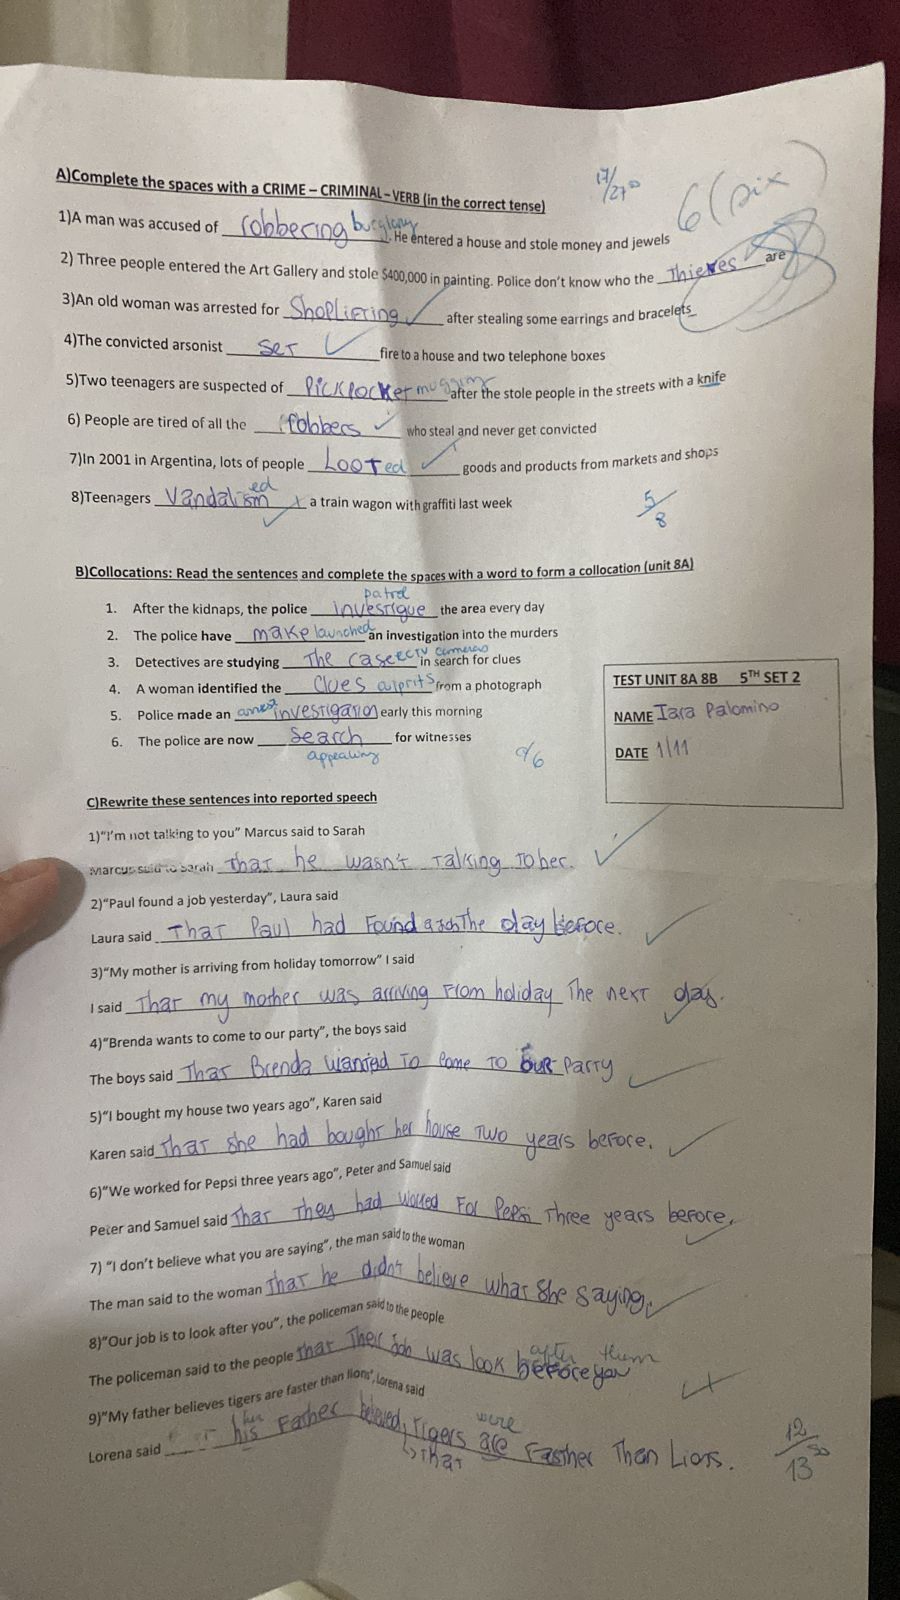 A)Complete the spaces with a CRIME – CRIMINAL – VERB (in the correct tense)
17/27
6 (six)
1)A man was accused of robbering burglary. He entered a house and stole money and jewels
2) Three people entered the Art Gallery and stole $400,000 in painting. Police don't know who the Thieves are
3)An old woman was arrested for Shoplifting after stealing some earrings and bracelets_
4)The convicted arsonist set fire to a house and two telephone boxes
5)Two teenagers are suspected of Pickpocket mugging after the stole people in the streets with a knife
6) People are tired of all the robbers who steal and never get convicted
7)In 2001 in Argentina, lots of people Looted goods and products from markets and shops
ed
8)Teenagers Vandalism a train wagon with graffiti last week
5/8
B)Collocations: Read the sentences and complete the spaces with a word to form a collocation (unit 8A)
patrol
1. After the kidnaps, the police investigue the area every day
2. The police have make launched an investigation into the murders
3. Detectives are studying The case CCTV cameras in search for clues
4. A woman identified the Clues culprits from a photograph
5. Police made an arrest investigation early this morning
6. The police are now Search for witnesses
appealing
0/6
TEST UNIT 8A 8B 5TH SET 2
NAME Iara Palomino
DATE 1/11
C)Rewrite these sentences into reported speech
1)"I'm not talking to you" Marcus said to Sarah
Marcus said to Sarah That he wasn't Talking To her.
2)"Paul found a job yesterday", Laura said
Laura said That Paul had Found a job The day before.
3)"My mother is arriving from holiday tomorrow" I said
I said That my mother was arriving From holiday The next day.
4)"Brenda wants to come to our party", the boys said
The boys said That Brenda wanted To come To our Party
5)"I bought my house two years ago", Karen said
Karen said That she had bought her house Two years before.
6)"We worked for Pepsi three years ago", Peter and Samuel said
Peter and Samuel said That They had worked For Pepsi Three years before.
7) "I don't believe what you are saying", the man said to the woman
The man said to the woman That he didn't believe what She saying.
8)"Our job is to look after you", the policeman said to the people
after them
The policeman said to the people that Their job was look before you
9)"My father believes tigers are faster than lions", Lorena said
her were
Lorena said his Father believed Tigers are Fasther Than Lions.
That
12/13 50